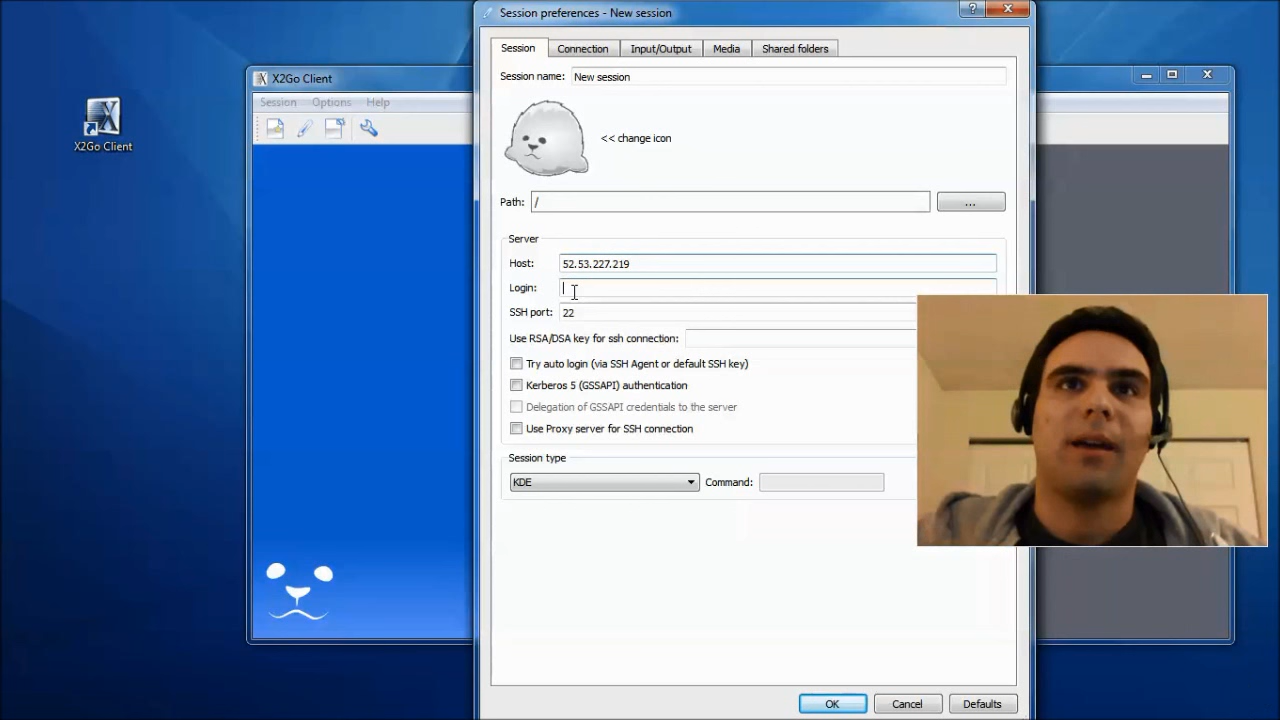 Session preferences - New session
X2Go Client
Session Options Help
X2Go Client
Session Connection Input/Output Media Shared folders
Session name: New session
<< change icon
Path: / ...
Server
Host: 52.53.227.219
Login:
SSH port: 22
Use RSA/DSA key for ssh connection:
Try auto login (via SSH Agent or default SSH key)
Kerberos 5 (GSSAPI) authentication
Delegation of GSSAPI credentials to the server
Use Proxy server for SSH connection
Session type
KDE Command:
OK Cancel Defaults